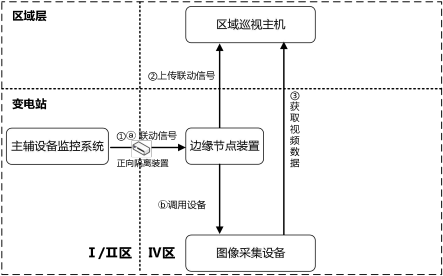 区域层
区域巡视主机
②上传联动信号
变电站
③获取视频数据
主辅设备监控系统
①ⓐ 联动信号
正向隔离装置
边缘节点装置
ⓑ调用设备
Ⅰ/Ⅱ区
Ⅳ区
图像采集设备